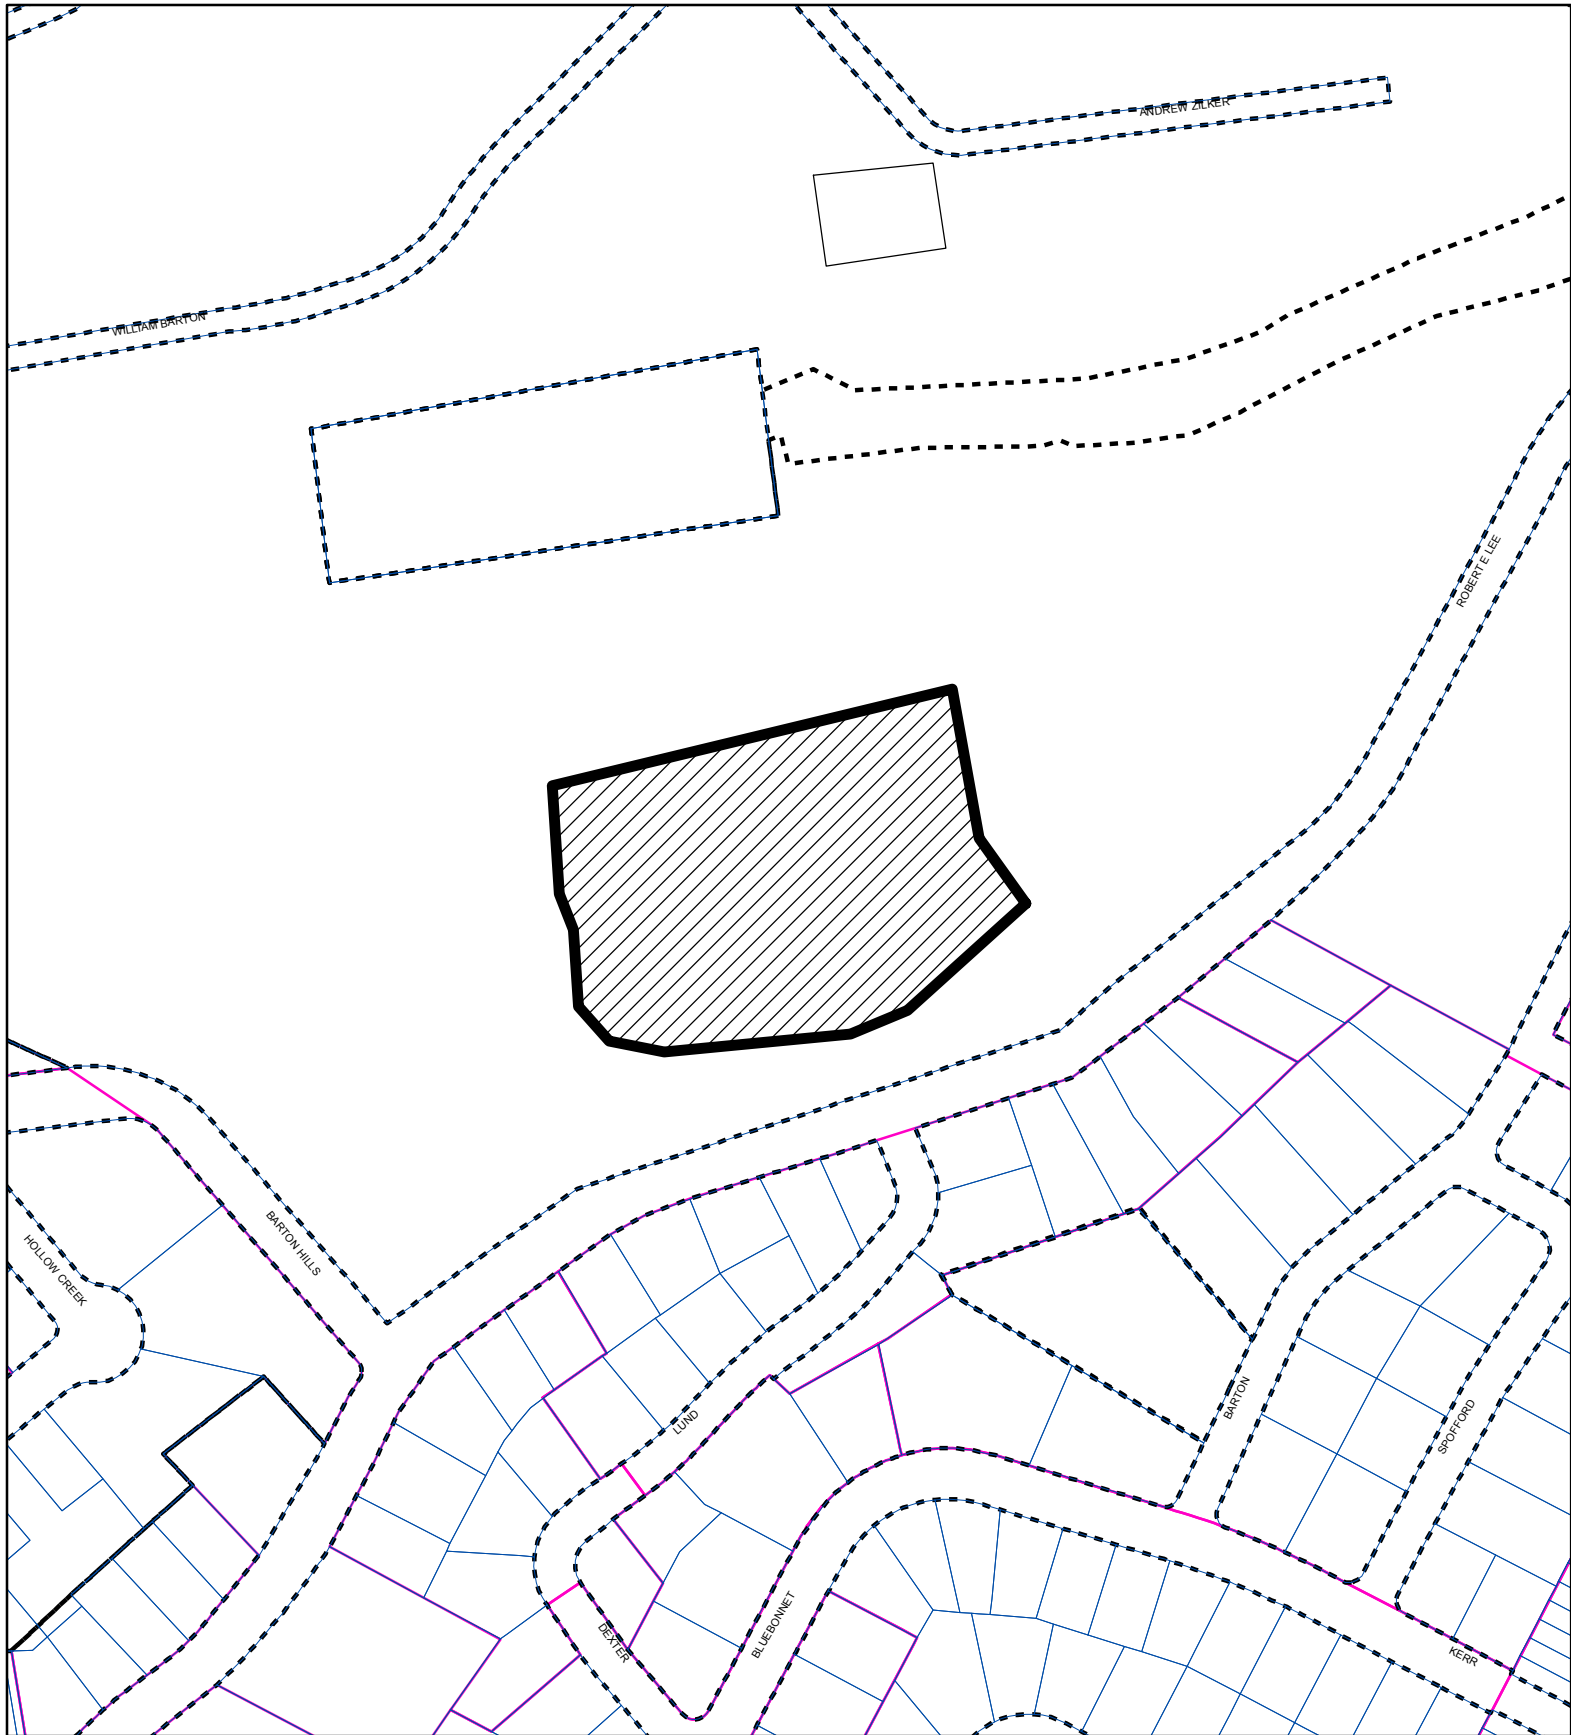 ANDREW ZILKER
WILLIAM BARTON
ROBERT E LEE
BARTON HILLS
HOLLOW CREEK
BARTON
SPOFFORD
LUND
BLUEBONNET
DEXTER
KERR